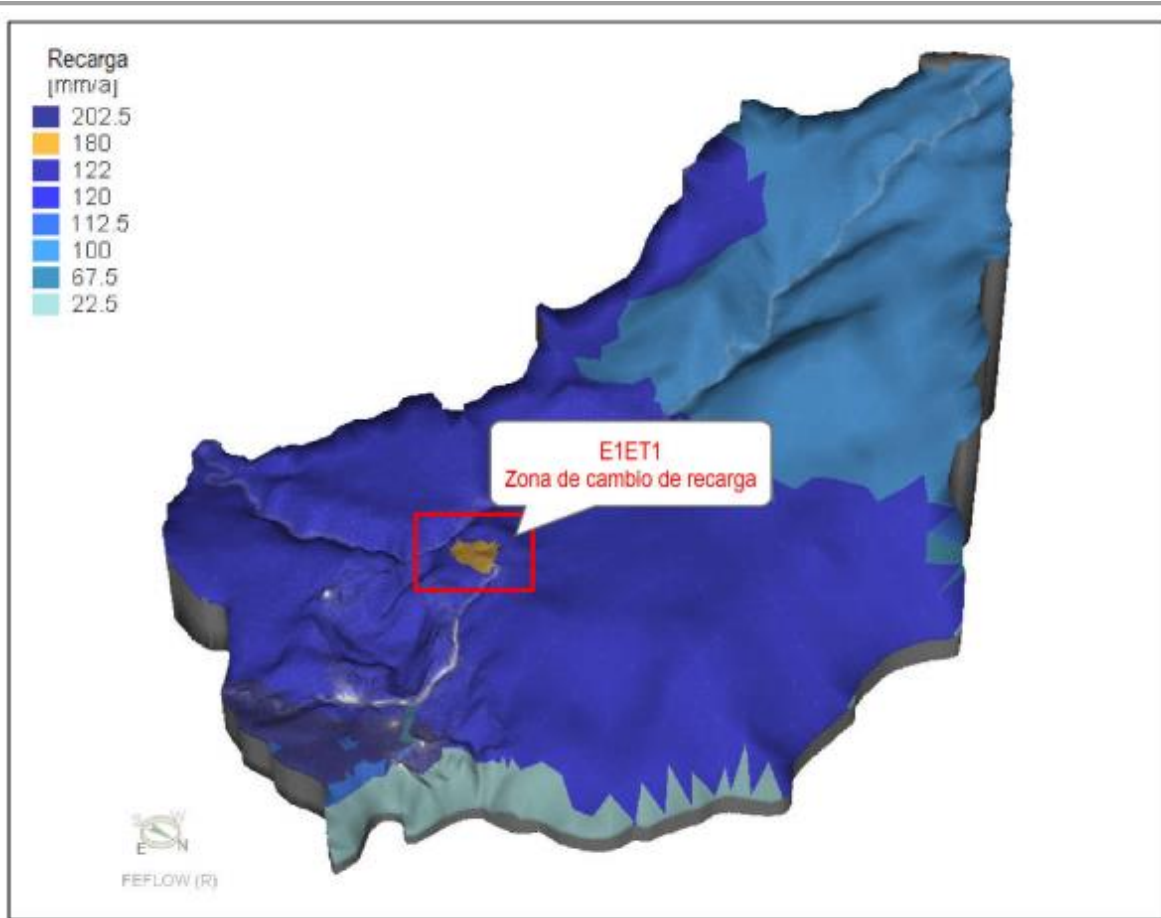 Recarga
[mm/a]
202.5
180
122
120
112.5
100
67.5
22.5
E1ET1
Zona de cambio de recarga
S W
E N
FEFLOW (R)